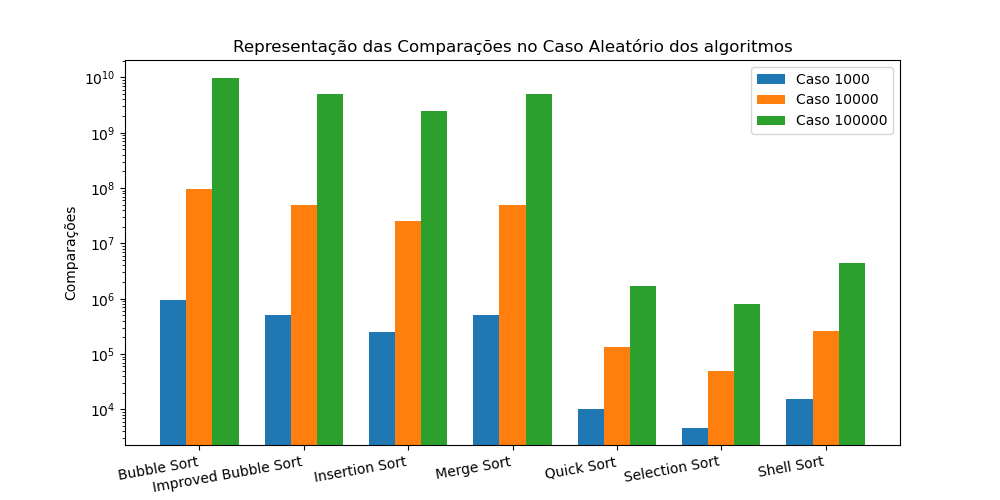 Representação das Comparações no Caso Aleatório dos algoritmos
Caso 1000
Caso 10000
Caso 100000
Comparações
10^10
10^9
10^8
10^7
10^6
10^5
10^4
Bubble Sort
Improved Bubble Sort
Insertion Sort
Merge Sort
Quick Sort
Selection Sort
Shell Sort